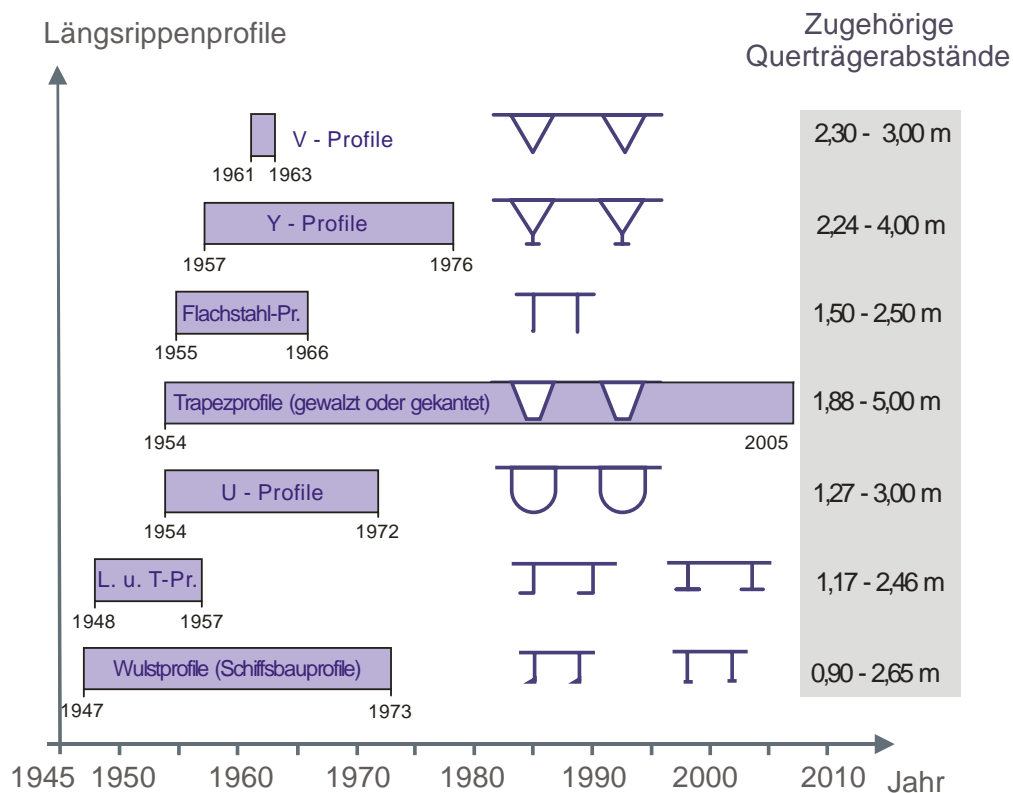 Längsrippenprofile
Zugehörige
Querträgerabstände
V - Profile
1961 1963
2,30 - 3,00 m
Y - Profile
1957 1976
2,24 - 4,00 m
Flachstahl-Pr.
1955 1966
1,50 - 2,50 m
Trapezprofile (gewalzt oder gekantet)
1954 2005
1,88 - 5,00 m
U - Profile
1954 1972
1,27 - 3,00 m
L. u. T-Pr.
1948 1957
1,17 - 2,46 m
Wulstprofile (Schiffsbauprofile)
1947 1973
0,90 - 2,65 m
1945 1950 1960 1970 1980 1990 2000 2010 Jahr